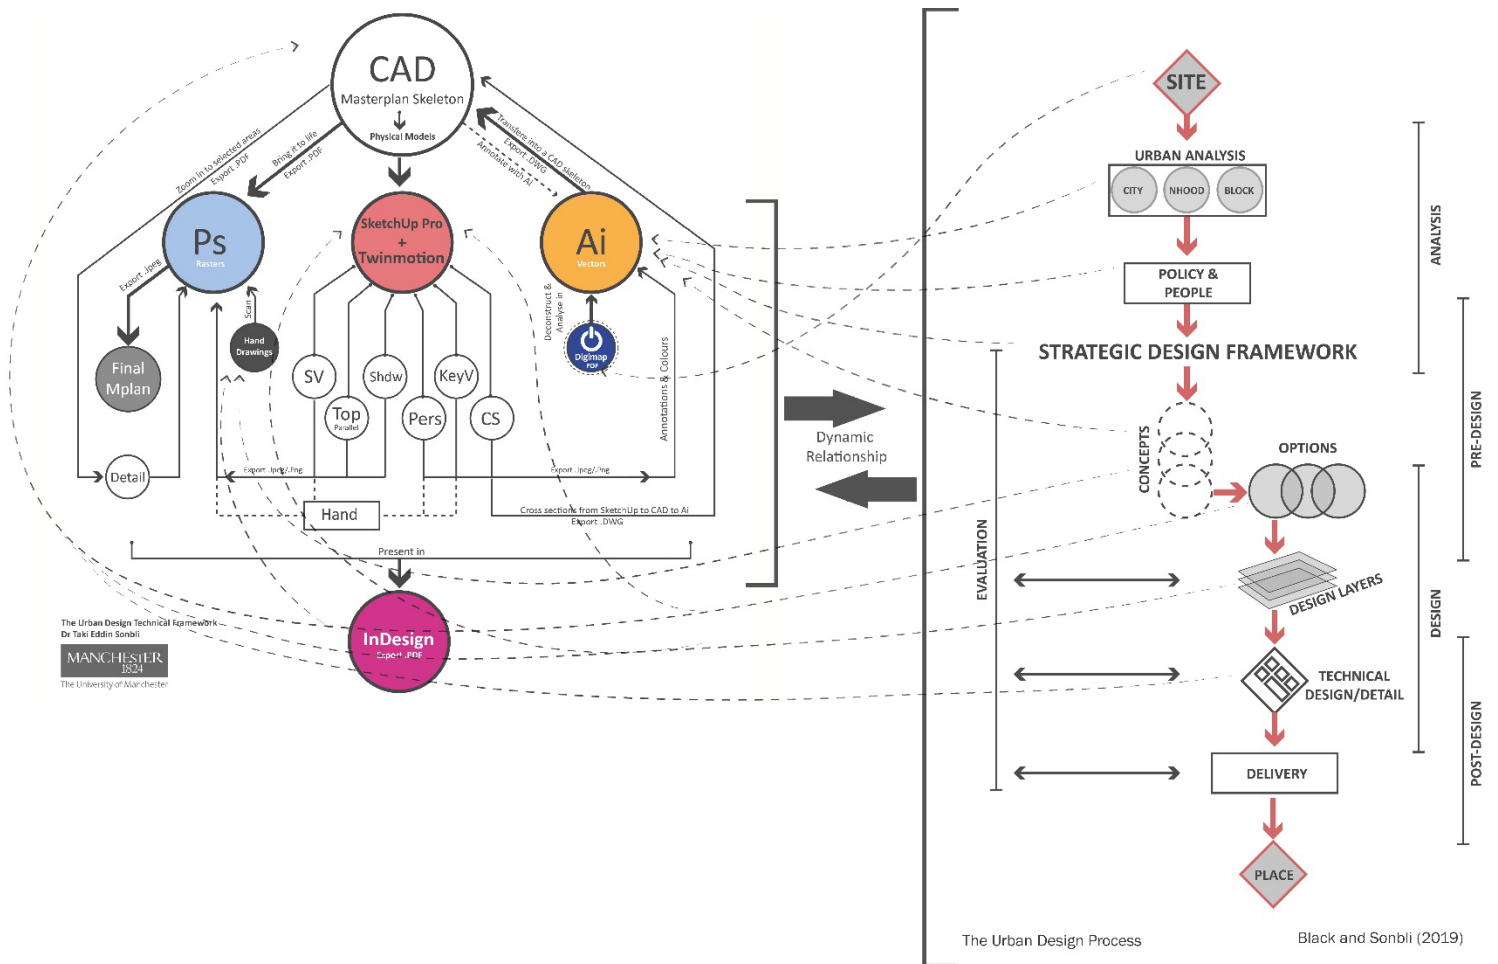 CAD
Masterplan Skeleton
Physical Models
Zoom in to selected areas
Export .PDF
Bring it to life
Export .PDF
Transfere into a CAD skeleton
Export .DWG
Annotate with Ai
Ps
Rasters
SketchUp Pro
+
Twinmotion
Ai
Vectors
Export .Jpeg
Scan
Hand
Drawings
Final
Mplan
Deconstruct &
Analyse in
Digimap
PDF
SV
Shdw
KeyV
Top
Parallel
Pers
CS
Annotations & Colours
Detail
Export .Jpeg/.Png
Export .Jpeg/.Png
Hand
Cross sections from SketchUp to CAD to Ai
Export .DWG
Present in
InDesign
Export .PDF
The Urban Design Technical Framework
Dr Taki Eddin Sonbli
MANCHESTER
1824
The University of Manchester
Dynamic
Relationship
SITE
URBAN ANALYSIS
CITY
NHOOD
BLOCK
POLICY &
PEOPLE
STRATEGIC DESIGN FRAMEWORK
CONCEPTS
OPTIONS
DESIGN LAYERS
TECHNICAL
DESIGN/DETAIL
DELIVERY
PLACE
EVALUATION
ANALYSIS
PRE-DESIGN
DESIGN
POST-DESIGN
The Urban Design Process
Black and Sonbli (2019)